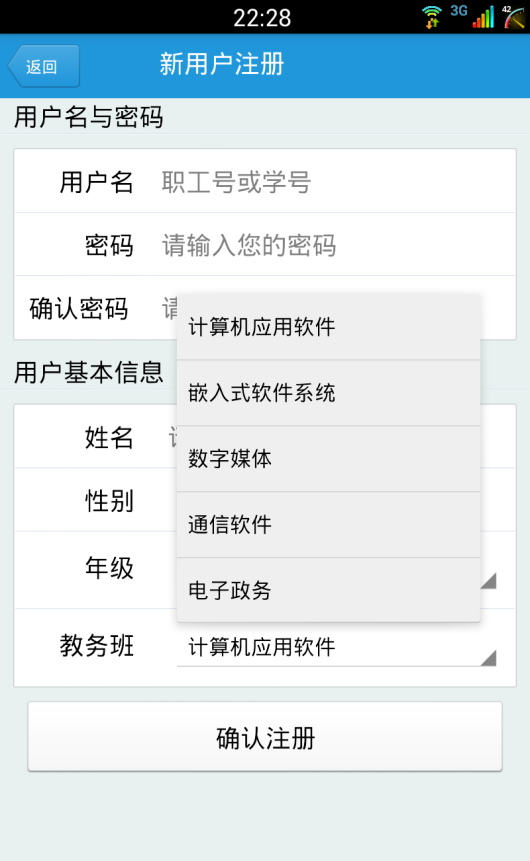 22:28
3G
42
返回
新用户注册
用户名与密码
用户名 职工号或学号
密码 请输入您的密码
确认密码 请
计算机应用软件
用户基本信息
嵌入式软件系统
姓名
数字媒体
性别
通信软件
年级
电子政务
教务班 计算机应用软件
确认注册